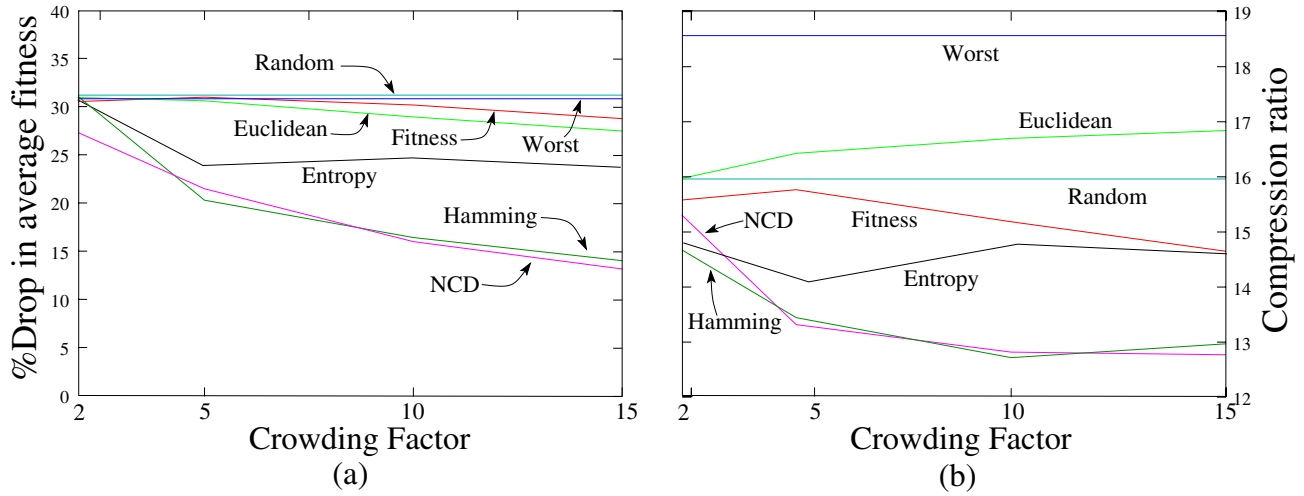 %Drop in average fitness
40
35
30
25
20
15
10
5
0
2
5
10
15
Random
Euclidean
Fitness
Worst
Entropy
Hamming
NCD
Crowding Factor
(a)
Worst
Euclidean
Random
NCD
Fitness
Entropy
Hamming
2
5
10
15
19
18
17
16
15
14
13
12
Compression ratio
Crowding Factor
(b)